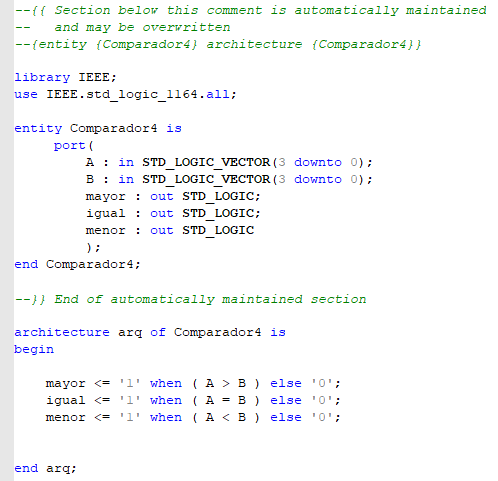 --{{ Section below this comment is automatically maintained
--   and may be overwritten
--{entity {Comparador4} architecture {Comparador4}}

library IEEE;
use IEEE.std_logic_1164.all;

entity Comparador4 is
     port(
         A : in STD_LOGIC_VECTOR(3 downto 0);
         B : in STD_LOGIC_VECTOR(3 downto 0);
         mayor : out STD_LOGIC;
         igual : out STD_LOGIC;
         menor : out STD_LOGIC
         );
end Comparador4;

--}} End of automatically maintained section

architecture arq of Comparador4 is
begin

    mayor <= '1' when ( A > B ) else '0';
    igual <= '1' when ( A = B ) else '0';
    menor <= '1' when ( A < B ) else '0';


end arq;